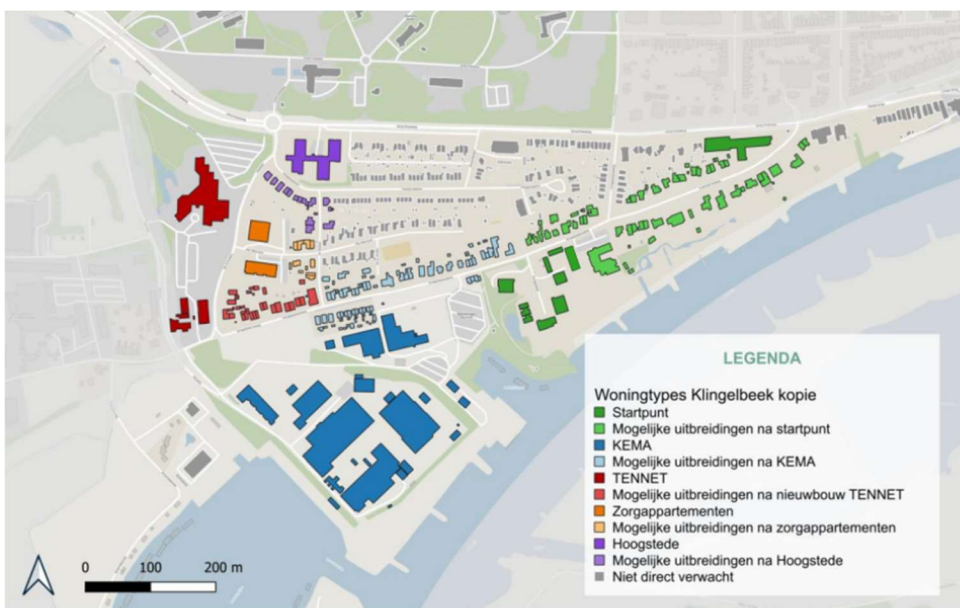 LEGENDA
Woningtypes Klingelbeek kopie
Startpunt
Mogelijke uitbreidingen na startpunt
KEMA
Mogelijke uitbreidingen na KEMA
TENNET
Mogelijke uitbreidingen na nieuwbouw TENNET
Zorgappartementen
Mogelijke uitbreidingen na zorgappartementen
Hoogstede
Mogelijke uitbreidingen na Hoogstede
Niet direct verwacht
0 100 200 m